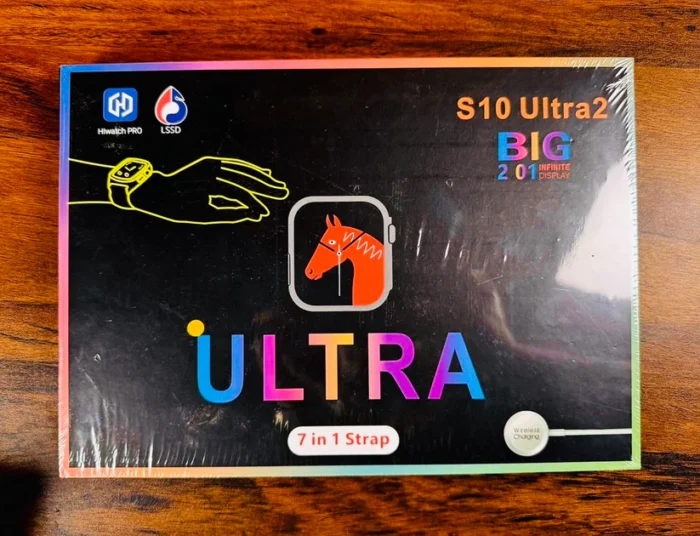 Hiwatch PRO
LSSD
S10 Ultra2
BIG
2 01 INFINITE
DISPLAY
ULTRA
7 in 1 Strap
Wireless
Charging